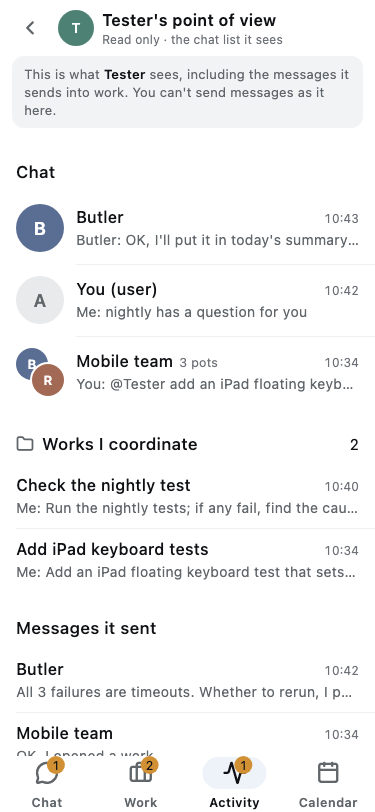 T
Tester's point of view
Read only · the chat list it sees
This is what Tester sees, including the messages it
sends into work. You can't send messages as it
here.
Chat
B
Butler
10:43
Butler: OK, I'll put it in today's summary…
A
You (user)
10:42
Me: nightly has a question for you
B
R
Mobile team 3 pots
10:34
You: @Tester add an iPad floating keyb…
Works I coordinate
2
Check the nightly test
10:40
Me: Run the nightly tests; if any fail, find the cau…
Add iPad keyboard tests
10:34
Me: Add an iPad floating keyboard test that sets…
Messages it sent
Butler
10:42
All 3 failures are timeouts. Whether to rerun, I p…
Mobile team
10:34
OK, I opened a work
1
2
1
Chat
Work
Activity
Calendar